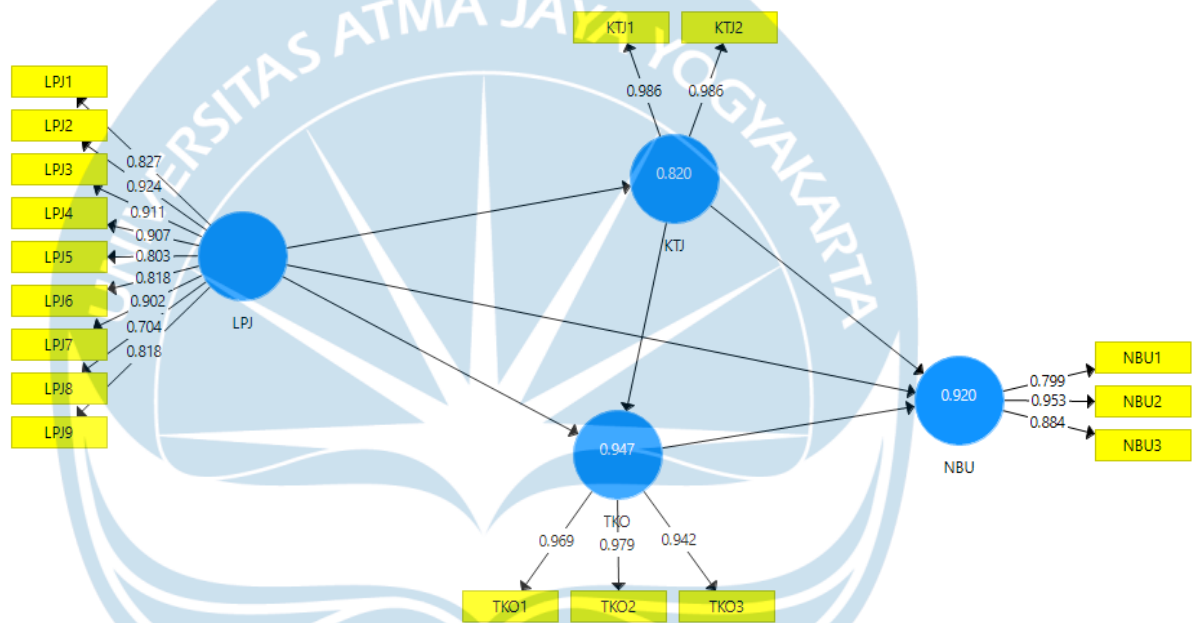 UNIVERSITAS ATMA JAYA YOGYAKARTA
KTJ1
KTJ2
0.986
0.986
0.820
KTJ
LPJ1
LPJ2
LPJ3
LPJ4
LPJ5
LPJ6
LPJ7
LPJ8
LPJ9
0.827
0.924
0.911
0.907
0.803
0.818
0.902
0.704
0.818
LPJ
0.920
NBU
0.799
0.953
0.884
NBU1
NBU2
NBU3
0.947
TKO
0.969
0.979
0.942
TKO1
TKO2
TKO3